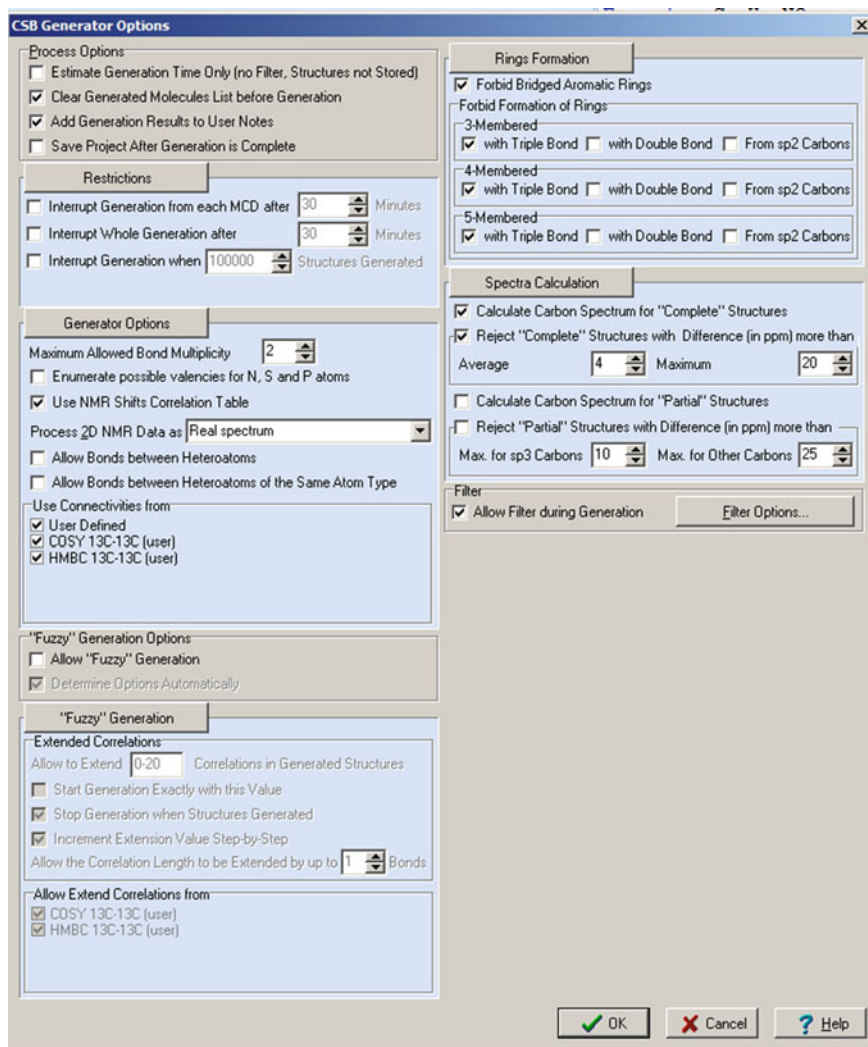 CSB Generator Options
Process Options
Estimate Generation Time Only (no Filter, Structures not Stored)
Clear Generated Molecules List before Generation
Add Generation Results to User Notes
Save Project After Generation is Complete
Restrictions
Interrupt Generation from each MCD after 30 Minutes
Interrupt Whole Generation after 30 Minutes
Interrupt Generation when 100000 Structures Generated
Generator Options
Maximum Allowed Bond Multiplicity 2
Enumerate possible valencies for N, S and P atoms
Use NMR Shifts Correlation Table
Process 2D NMR Data as Real spectrum
Allow Bonds between Heteroatoms
Allow Bonds between Heteroatoms of the Same Atom Type
Use Connectivities from
User Defined
COSY 13C-13C (user)
HMBC 13C-13C (user)
"Fuzzy" Generation Options
Allow "Fuzzy" Generation
Determine Options Automatically
"Fuzzy" Generation
Extended Correlations
Allow to Extend 0-20 Correlations in Generated Structures
Start Generation Exactly with this Value
Stop Generation when Structures Generated
Increment Extension Value Step-by-Step
Allow the Correlation Length to be Extended by up to 1 Bonds
Allow Extend Correlations from
COSY 13C-13C (user)
HMBC 13C-13C (user)
Rings Formation
Forbid Bridged Aromatic Rings
Forbid Formation of Rings
3-Membered
with Triple Bond with Double Bond From sp2 Carbons
4-Membered
with Triple Bond with Double Bond From sp2 Carbons
5-Membered
with Triple Bond with Double Bond From sp2 Carbons
Spectra Calculation
Calculate Carbon Spectrum for "Complete" Structures
Reject "Complete" Structures with Difference (in ppm) more than
Average 4 Maximum 20
Calculate Carbon Spectrum for "Partial" Structures
Reject "Partial" Structures with Difference (in ppm) more than
Max. for sp3 Carbons 10 Max. for Other Carbons 25
Filter
Allow Filter during Generation Filter Options...
OK Cancel Help